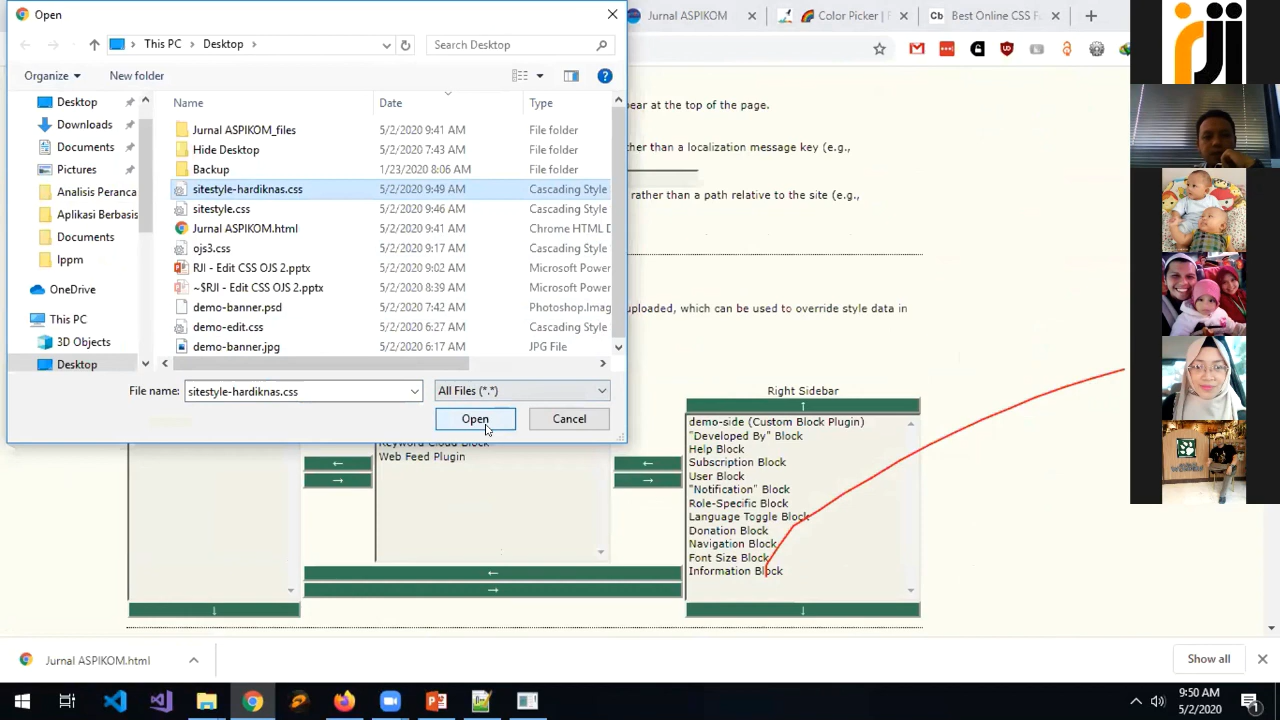 Open
This PC
Desktop
Search Desktop
Organize
New folder
Desktop
Downloads
Documents
Pictures
Analisis Peranca
Aplikasi Berbasis
Documents
lppm
OneDrive
This PC
3D Objects
Desktop
Name Date Type
Jurnal ASPIKOM_files 5/2/2020 9:41 AM File folder
Hide Desktop 5/2/2020 7:43 AM File folder
Backup 1/23/2020 8:06 AM File folder
sitestyle-hardiknas.css 5/2/2020 9:49 AM Cascading Style
sitestyle.css 5/2/2020 9:46 AM Cascading Style
Jurnal ASPIKOM.html 5/2/2020 9:41 AM Chrome HTML D
ojs3.css 5/2/2020 9:17 AM Cascading Style
RJI - Edit CSS OJS 2.pptx 5/2/2020 9:02 AM Microsoft Power
~$RJI - Edit CSS OJS 2.pptx 5/2/2020 8:39 AM Microsoft Power
demo-banner.psd 5/2/2020 7:42 AM Photoshop.Imag
demo-edit.css 5/2/2020 6:27 AM Cascading Style
demo-banner.jpg 5/2/2020 6:17 AM JPG File
File name: sitestyle-hardiknas.css All Files (*.*)
Open Cancel
Jurnal ASPIKOM
Color Picker |
Cb Best Online CSS F
rji
ear at the top of the page.
ther than a localization message key (e.g.,
rather than a path relative to the site (e.g.,
uploaded, which can be used to override style data in
Web Feed Plugin
Right Sidebar
↑
demo-side (Custom Block Plugin)
"Developed By" Block
Help Block
Subscription Block
User Block
"Notification" Block
Role-Specific Block
Language Toggle Block
Donation Block
Navigation Block
Font Size Block
Information Block
← ←
→ →
←
→
↓ ↓
Jurnal ASPIKOM.html
Show all
9:50 AM
5/2/2020
1